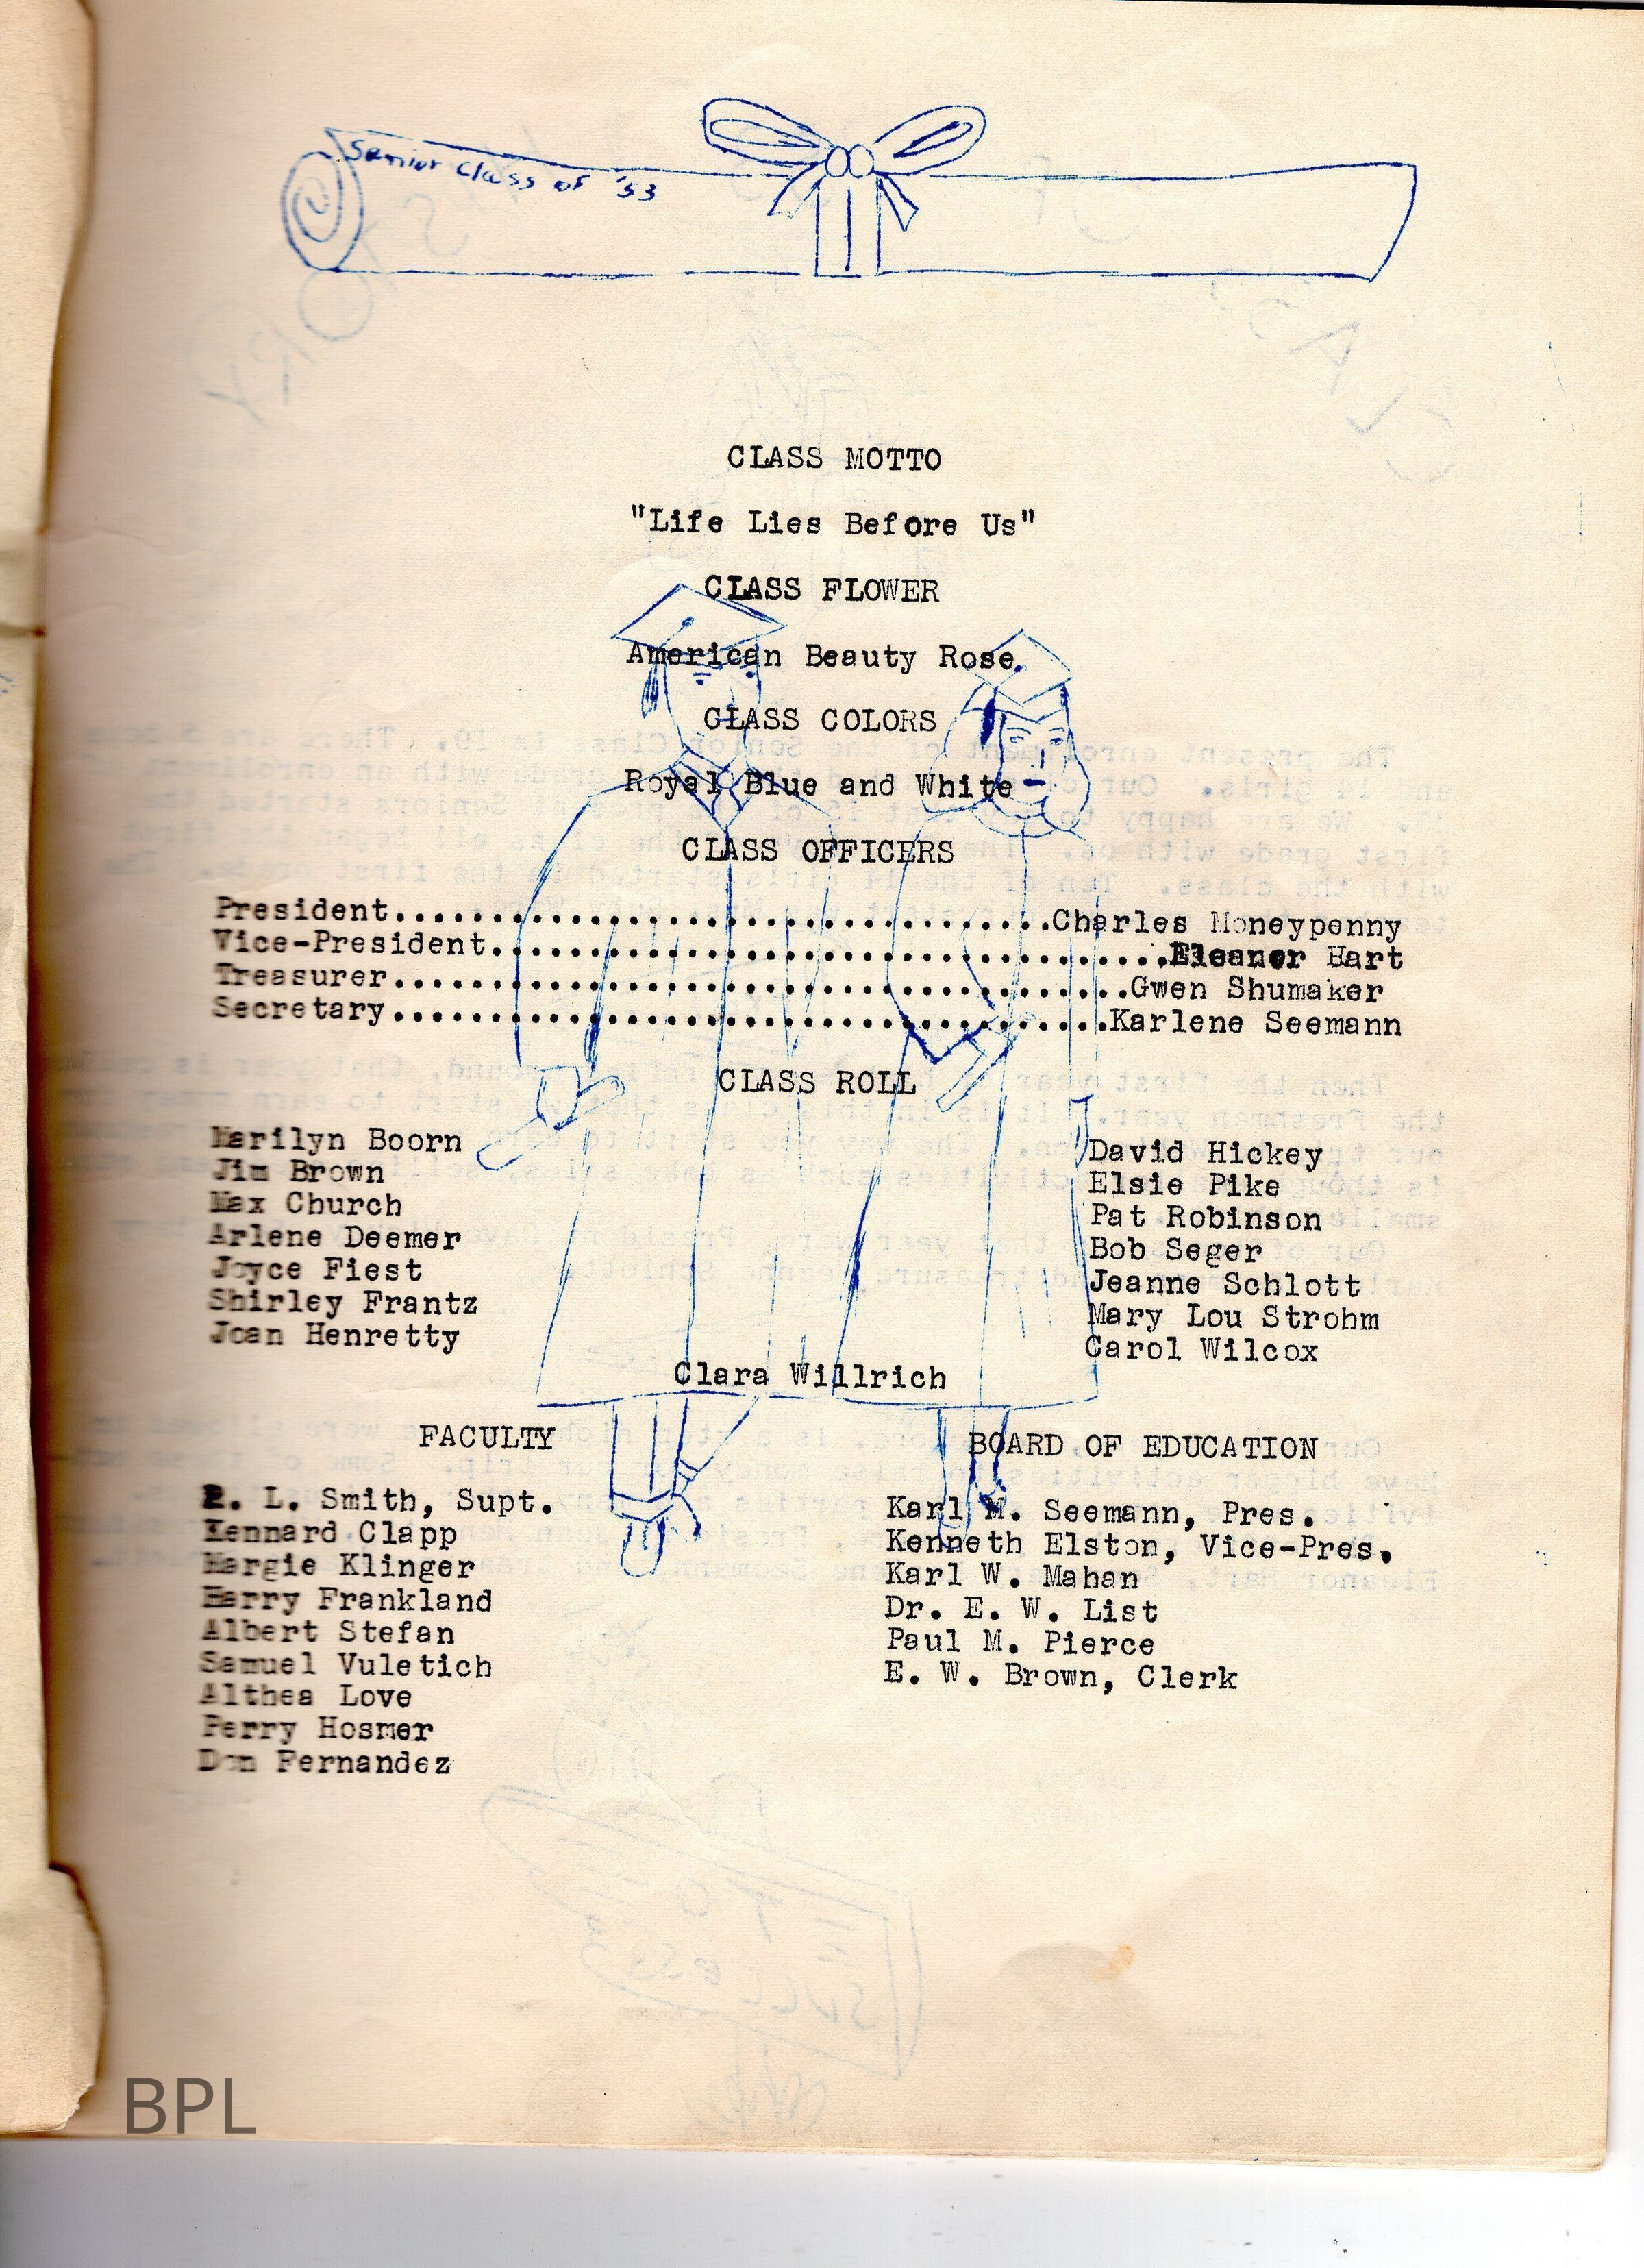 Senior Class of '53
CLASS MOTTO
"Life Lies Before Us"
CLASS FLOWER
American Beauty Rose
CLASS COLORS
Royal Blue and White
CLASS OFFICERS
President..................................Charles Moneypenny
Vice-President...................................Eleanor Hart
Treasurer......................................Gwen Shumaker
Secretary.....................................Karlene Seemann
CLASS ROLL
Marilyn Boorn David Hickey
Jim Brown Elsie Pike
Max Church Pat Robinson
Arlene Deemer Bob Seger
Joyce Fiest Jeanne Schlott
Shirley Frantz Mary Lou Strohm
Joan Henretty Carol Wilcox
Clara Willrich
FACULTY
L. Smith, Supt.
Kennard Clapp
Margie Klinger
Harry Frankland
Albert Stefan
Samuel Vuletich
Althea Love
Perry Hosmer
Don Fernandez
BOARD OF EDUCATION
Karl M. Seemann, Pres.
Kenneth Elston, Vice-Pres.
Karl W. Mahan
Dr. E. W. List
Paul M. Pierce
E. W. Brown, Clerk
BPL